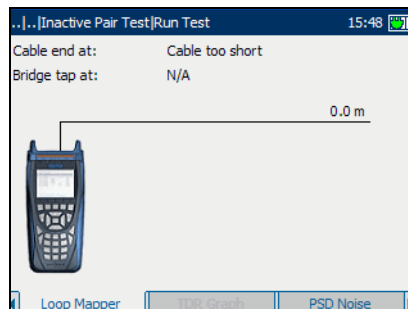 ..|..|Inactive Pair Test|Run Test 15:48
Cable end at: Cable too short
Bridge tap at: N/A
0.0 m
Loop Mapper TDR Graph PSD Noise